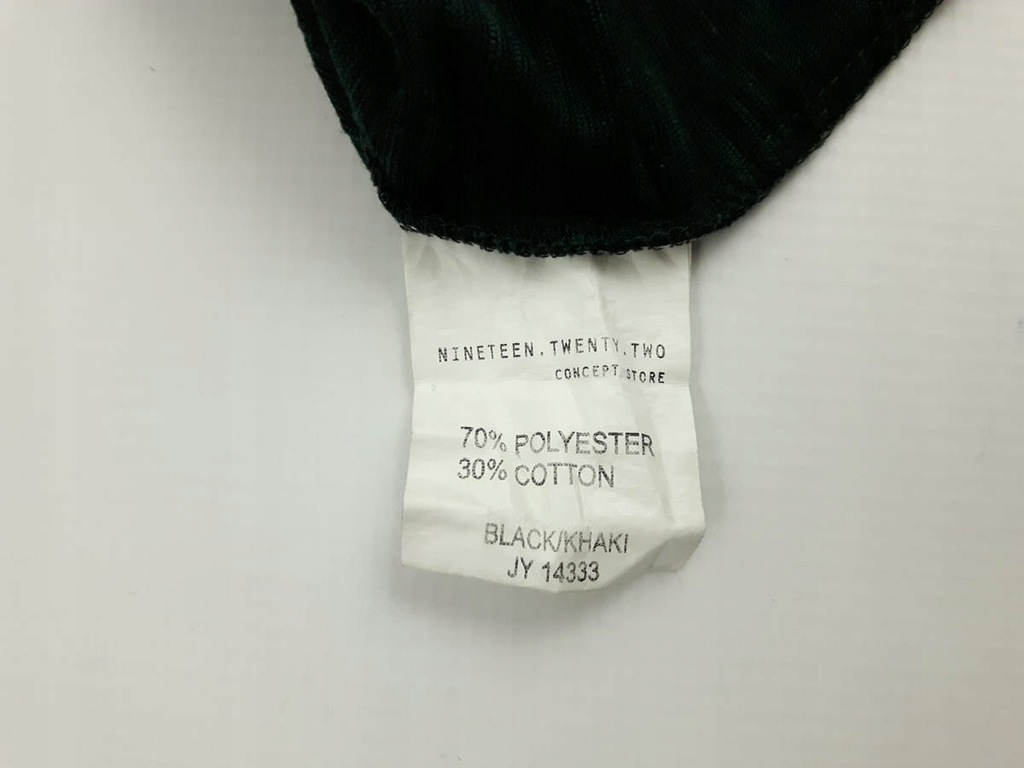 NINETEEN.TWENTY.TWO
CONCEPT STORE
70% POLYESTER
30% COTTON
BLACK/KHAKI
JY 14333